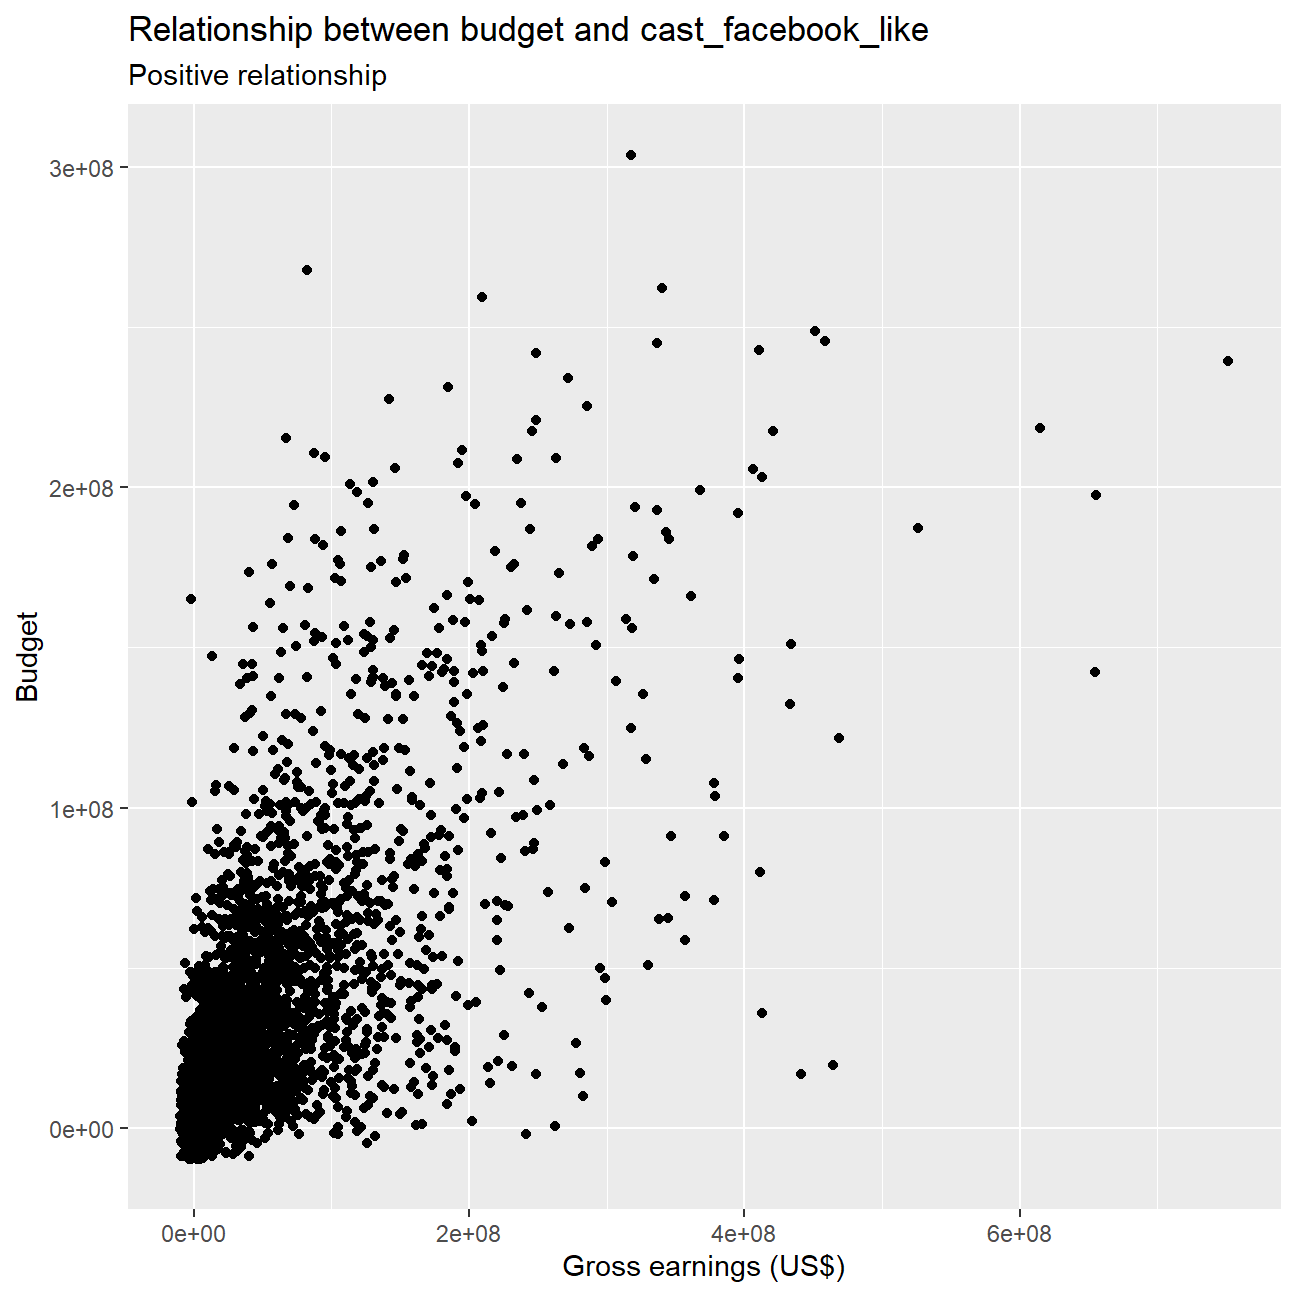 Relationship between budget and cast_facebook_like
Positive relationship
3e+08
2e+08
1e+08
0e+00
Budget
0e+00 2e+08 4e+08 6e+08
Gross earnings (US$)